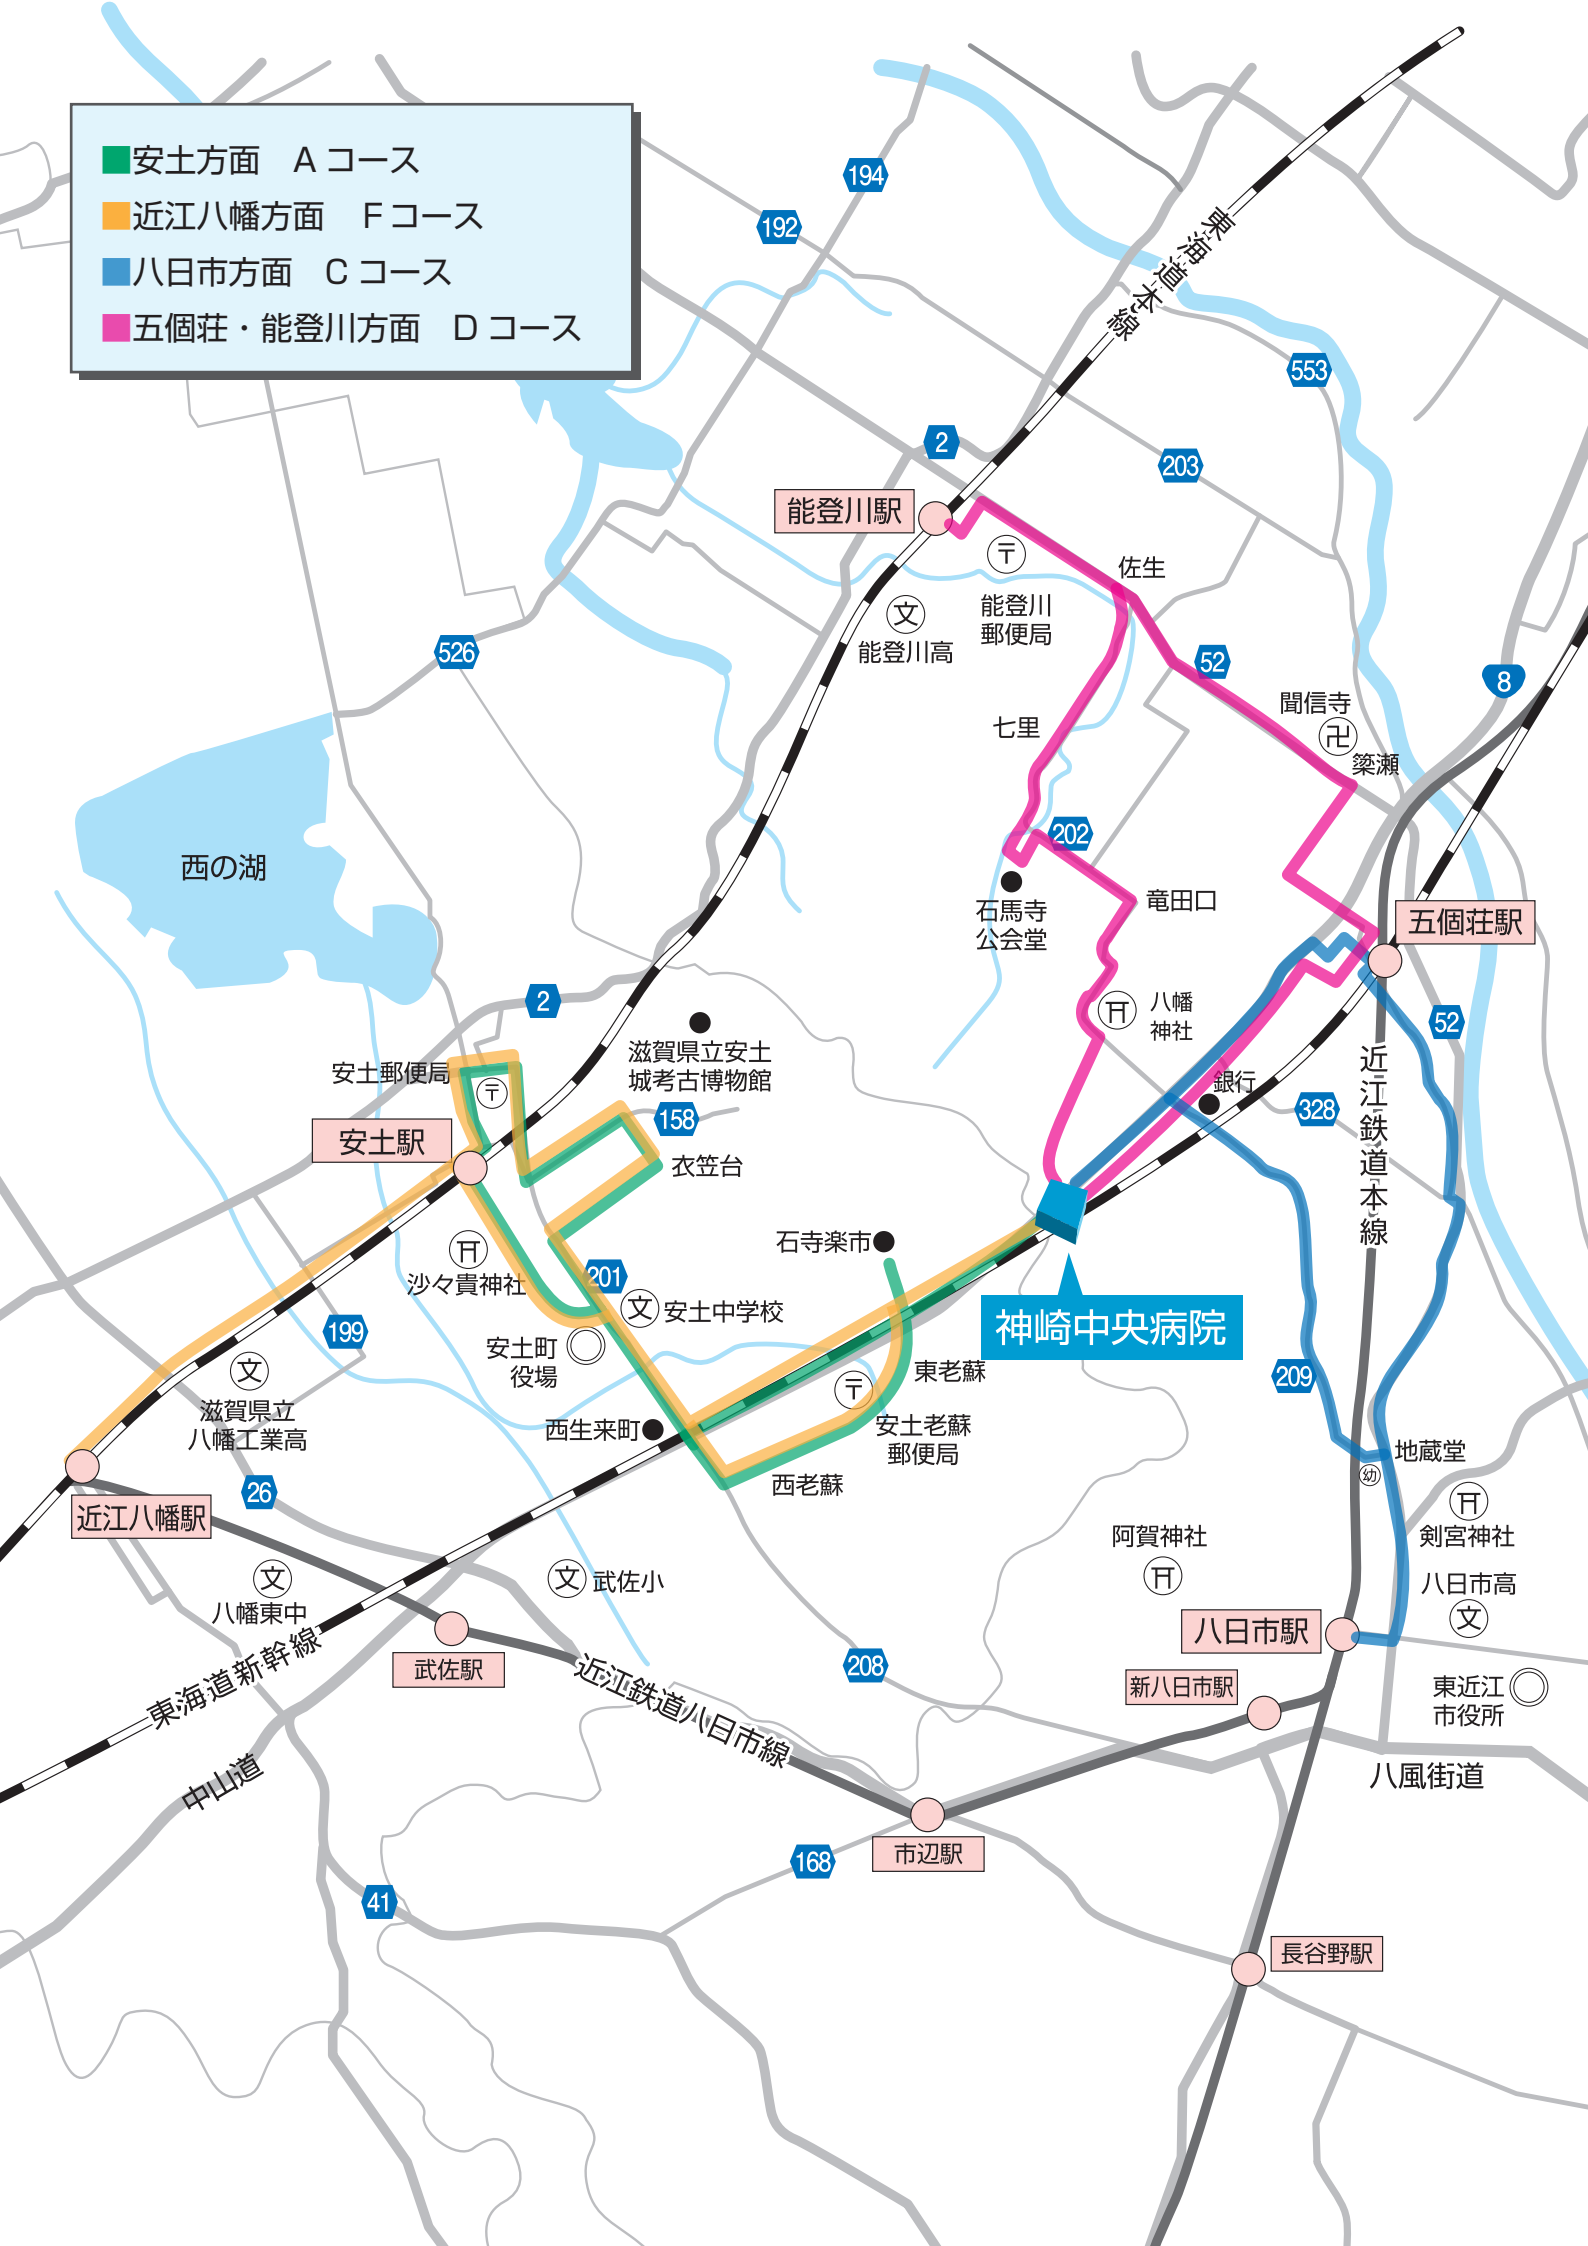 安土方面 A コース
近江八幡方面 F コース
八日市方面 C コース
五個荘・能登川方面 D コース
194
192
東海道本線
553
2
203
能登川駅
〒
佐生
能登川
郵便局
文
能登川高
526
52
8
聞信寺
卍
簗瀬
七里
202
西の湖
石馬寺
公会堂
竜田口
五個荘駅
2
八幡
神社
52
滋賀県立安土
城考古博物館
近江鉄道本線
安土郵便局
〒
銀行
328
158
安土駅
衣笠台
石寺楽市
沙々貴神社
201
文
安土中学校
神崎中央病院
199
安土町
役場
文
東老蘇
209
〒
滋賀県立
八幡工業高
西生来町
安土老蘇
郵便局
地蔵堂
幼
西老蘇
26
近江八幡駅
阿賀神社
剣宮神社
文
八幡東中
文
武佐小
八日市高
文
八日市駅
東海道新幹線
武佐駅
208
近江鉄道八日市線
新八日市駅
東近江
市役所
中山道
八風街道
市辺駅
168
41
長谷野駅